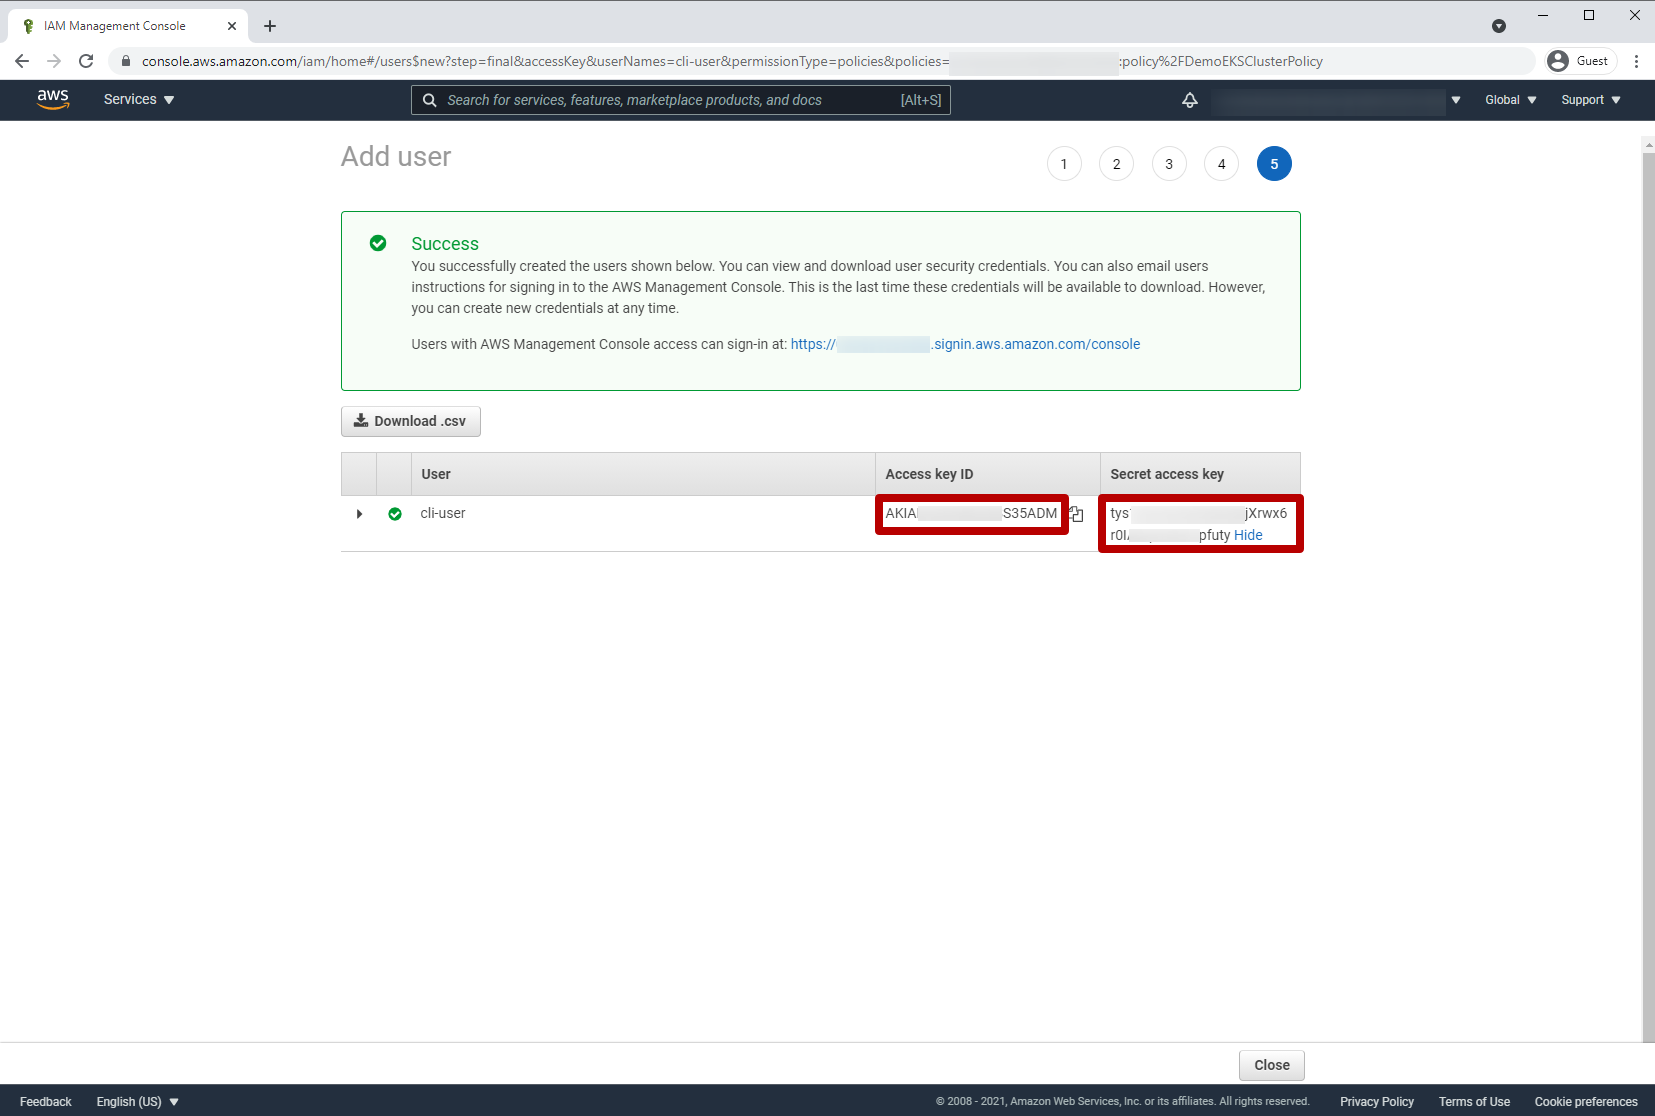 IAM Management Console
console.aws.amazon.com/iam/home#/users$new?step=final&accessKey&userNames=cli-user&permissionType=policies&policies= :policy%2FDemoEKSClusterPolicy
Guest
aws
Services
Search for services, features, marketplace products, and docs [Alt+S]
Global
Support
Add user
1 2 3 4 5
Success
You successfully created the users shown below. You can view and download user security credentials. You can also email users
instructions for signing in to the AWS Management Console. This is the last time these credentials will be available to download. However,
you can create new credentials at any time.
Users with AWS Management Console access can sign-in at: https:// .signin.aws.amazon.com/console
Download .csv
User Access key ID Secret access key
cli-user AKIA S35ADM tys jXrwx6
pfuty Hide
Close
Feedback English (US) © 2008 - 2021, Amazon Web Services, Inc. or its affiliates. All rights reserved. Privacy Policy Terms of Use Cookie preferences